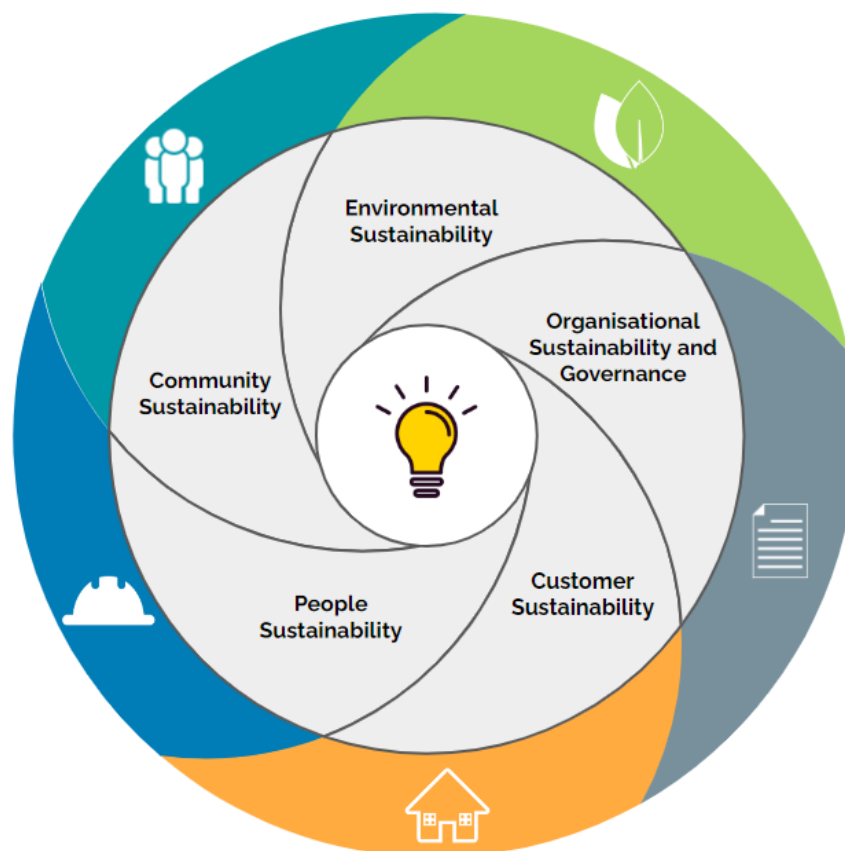 Environmental
Sustainability
Organisational
Sustainability and
Governance
Community
Sustainability
Customer
Sustainability
People
Sustainability